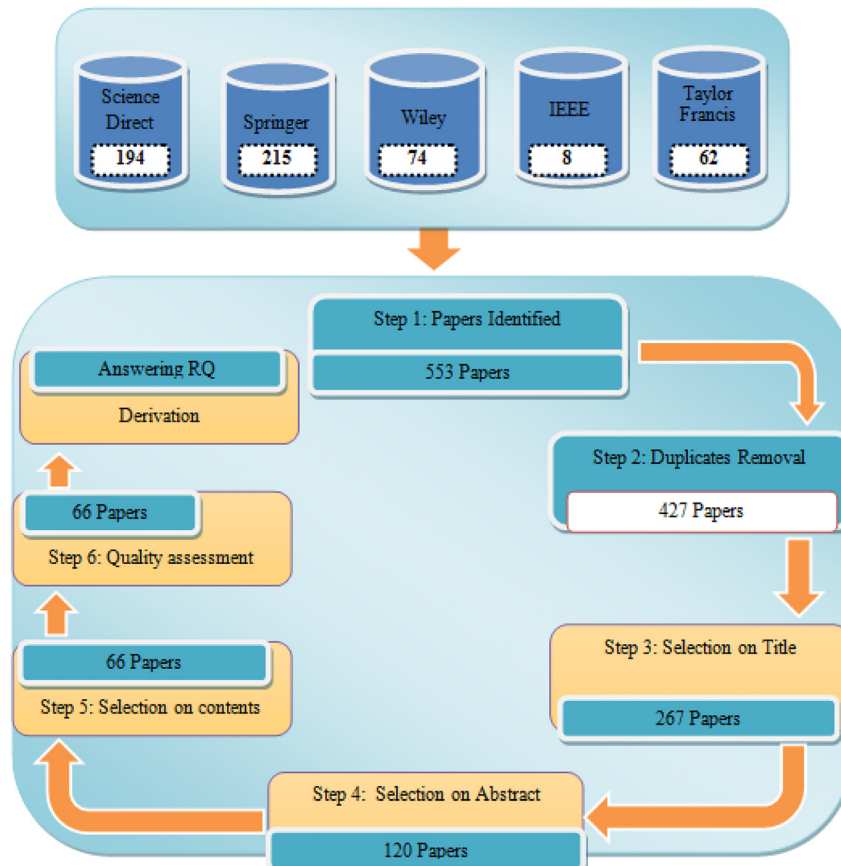 Science
Direct
194
Springer
215
Wiley
74
IEEE
8
Taylor
Francis
62
Step 1: Papers Identified
553 Papers
Step 2: Duplicates Removal
427 Papers
Step 3: Selection on Title
267 Papers
Step 4: Selection on Abstract
120 Papers
66 Papers
Step 5: Selection on contents
66 Papers
Step 6: Quality assessment
Answering RQ
Derivation